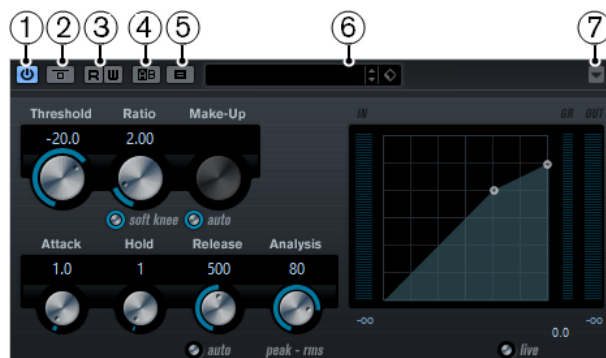 1 2 3 4 5 6 7
R W A B
Threshold Ratio Make-Up IN GR OUT
-20.0 2.00
soft knee auto
Attack Hold Release Analysis
1.0 1 500 80
-∞ -∞
0.0
auto peak - rms live